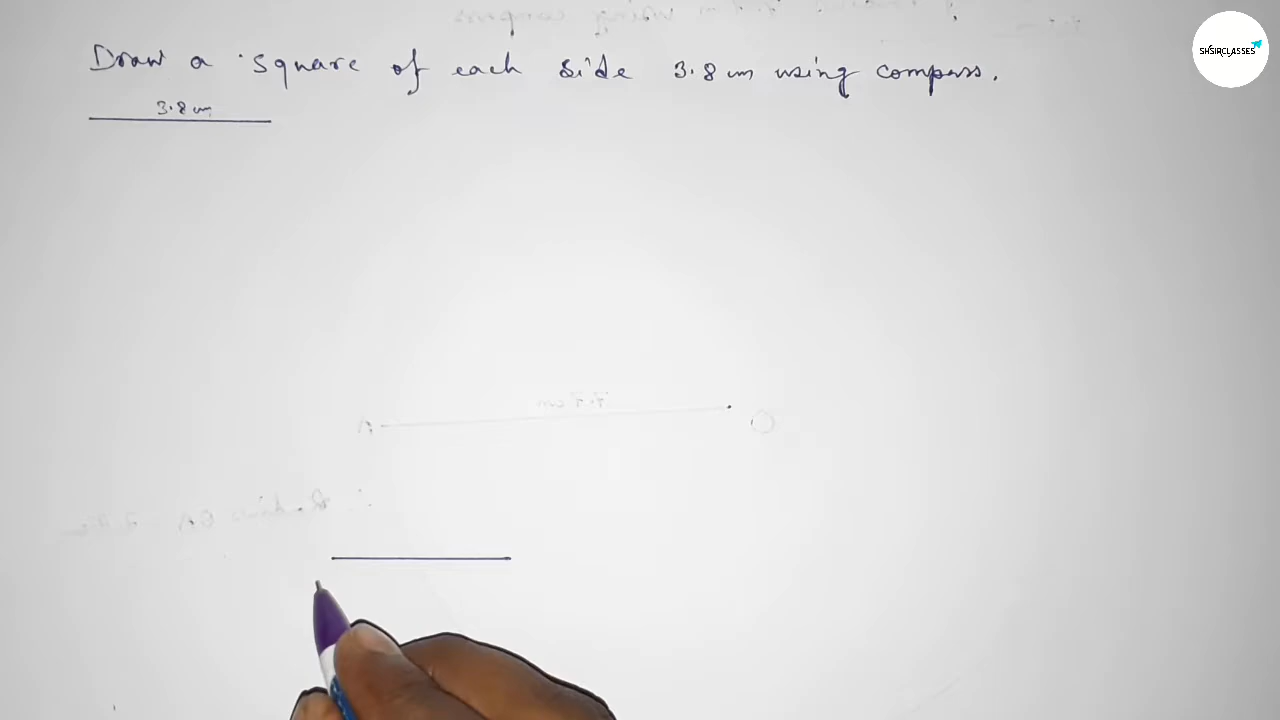 SHSIRCLASSES
Draw a square of each side 3.8 cm using compass.
3.8 cm